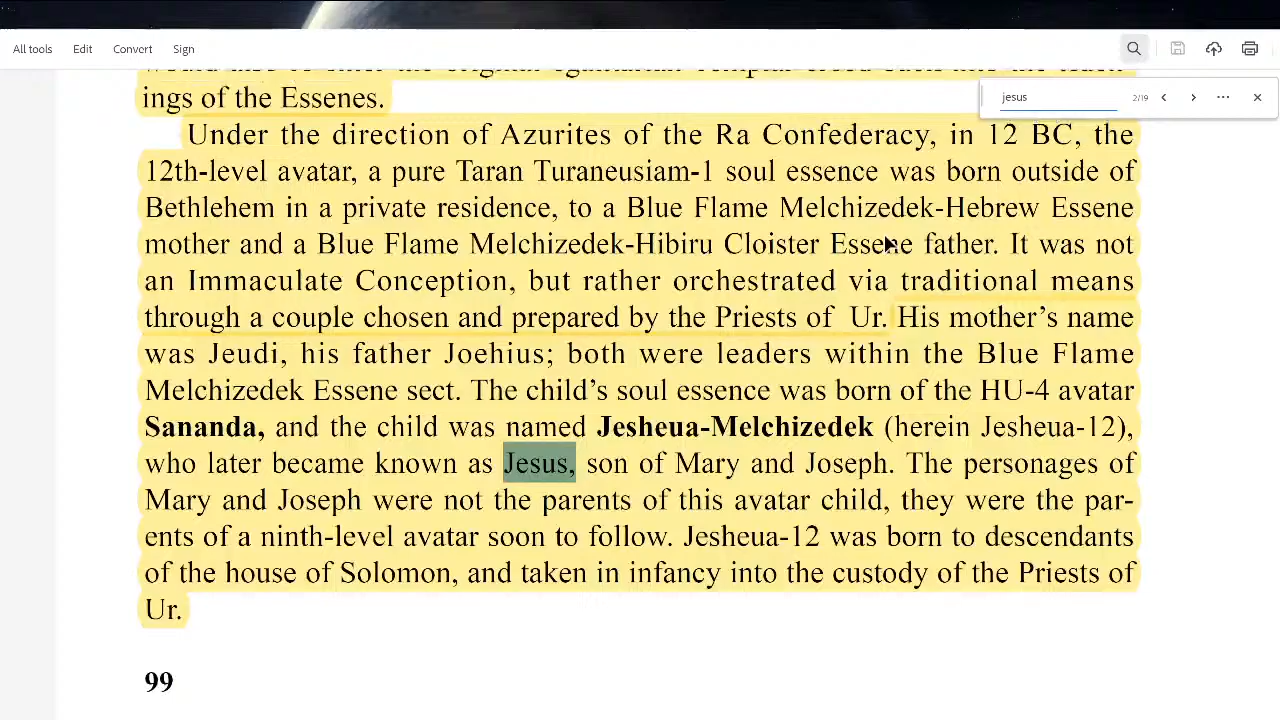 All tools Edit Convert Sign
jesus 2/19
ings of the Essenes.
Under the direction of Azurites of the Ra Confederacy, in 12 BC, the
12th-level avatar, a pure Taran Turaneusiam-1 soul essence was born outside of
Bethlehem in a private residence, to a Blue Flame Melchizedek-Hebrew Essene
mother and a Blue Flame Melchizedek-Hibiru Cloister Essene father. It was not
an Immaculate Conception, but rather orchestrated via traditional means
through a couple chosen and prepared by the Priests of Ur. His mother's name
was Jeudi, his father Joehius; both were leaders within the Blue Flame
Melchizedek Essene sect. The child's soul essence was born of the HU-4 avatar
Sananda, and the child was named Jesheua-Melchizedek (herein Jesheua-12),
who later became known as Jesus, son of Mary and Joseph. The personages of
Mary and Joseph were not the parents of this avatar child, they were the par-
ents of a ninth-level avatar soon to follow. Jesheua-12 was born to descendants
of the house of Solomon, and taken in infancy into the custody of the Priests of
Ur.
99